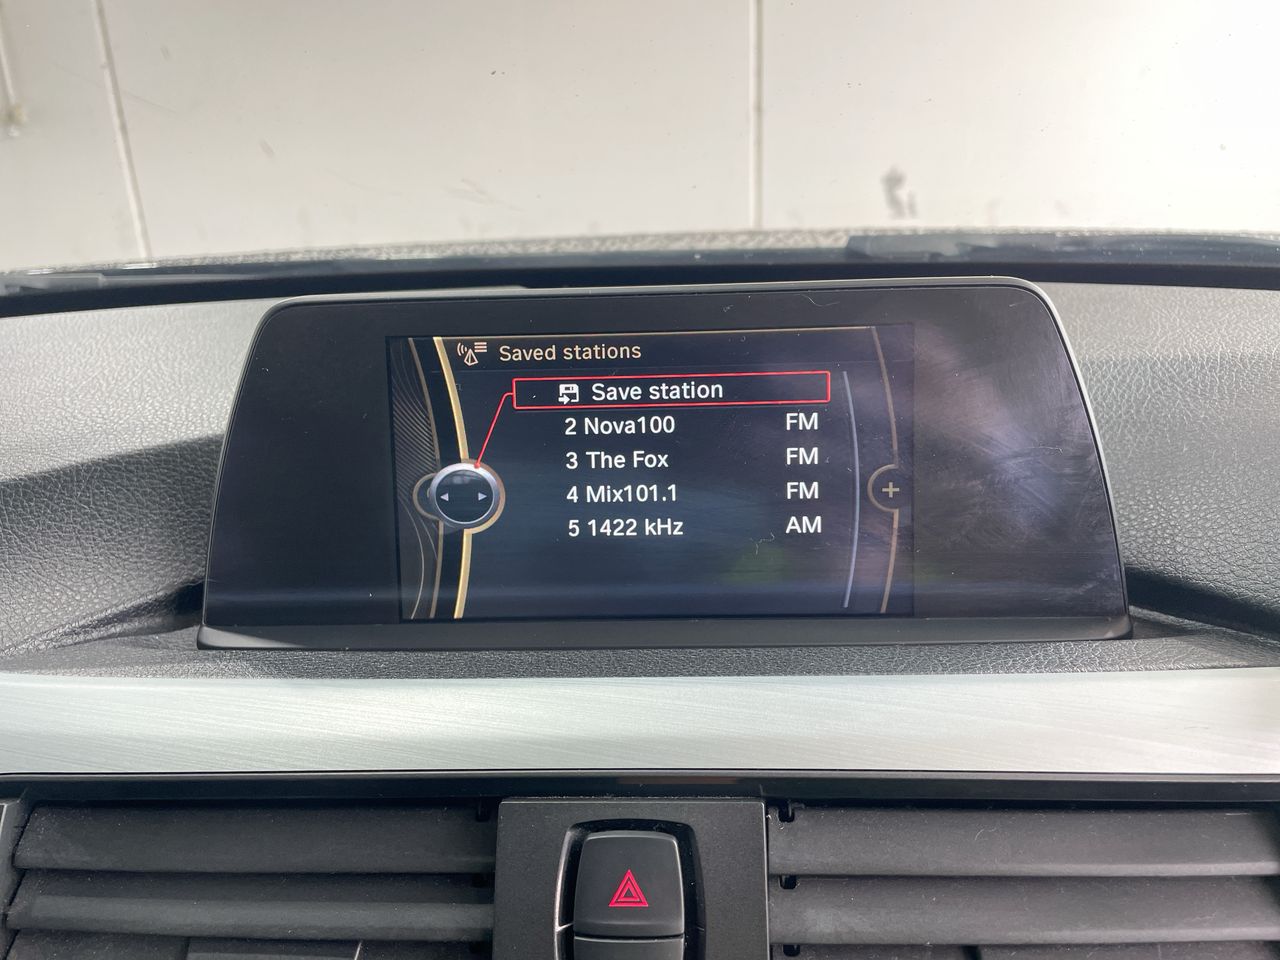 Saved stations
Save station
2 Nova100 FM
3 The Fox FM
4 Mix101.1 FM
5 1422 kHz AM